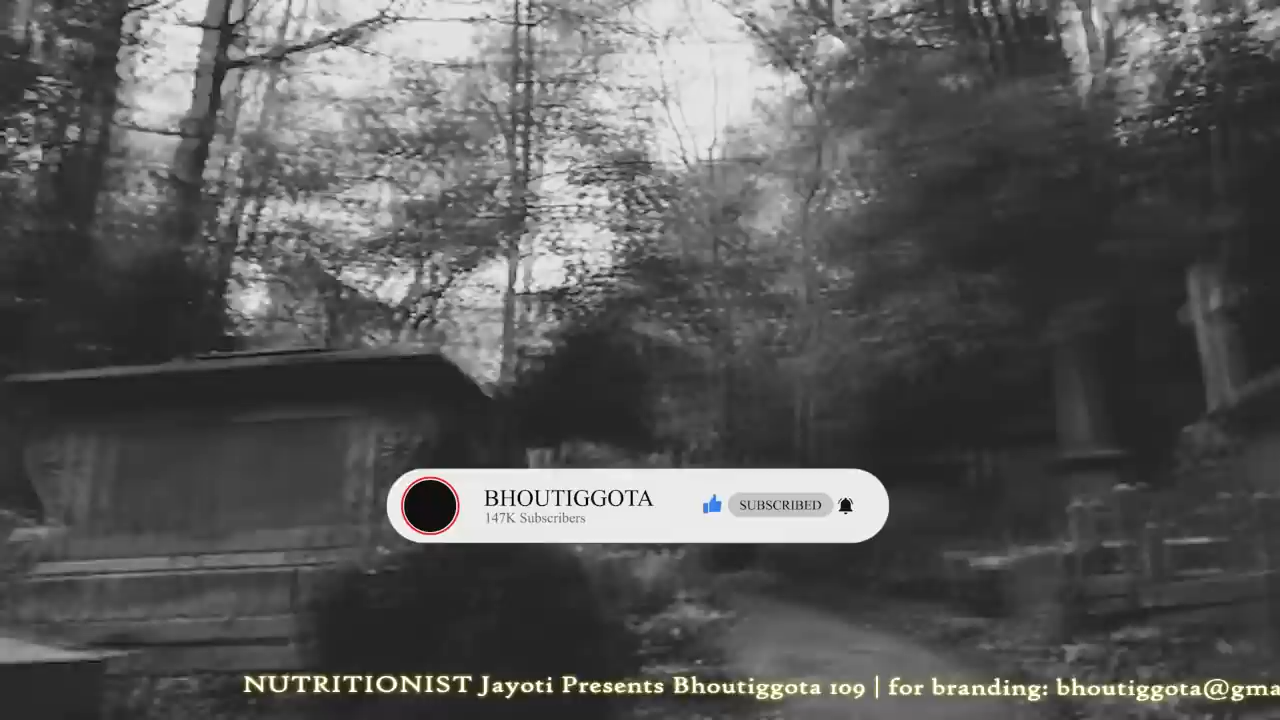 BHOUTIGGOTA
147K Subscribers
SUBSCRIBED
NUTRITIONIST Jayoti Presents Bhoutiggota 109 | for branding: bhoutiggota@gma